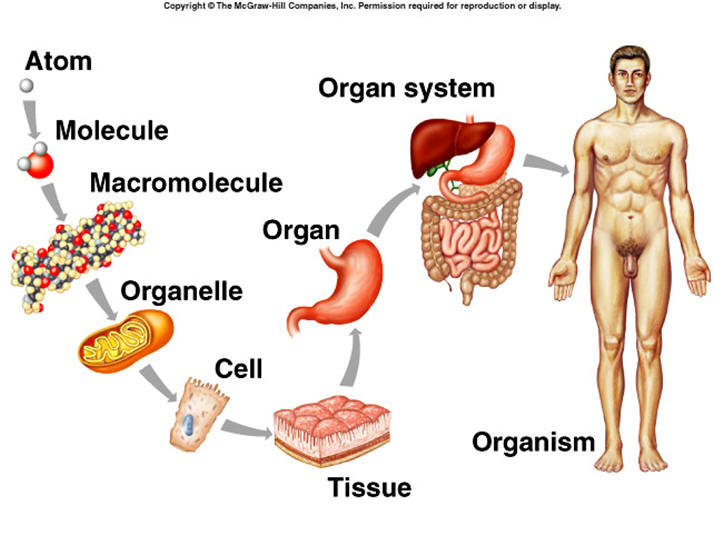 Copyright © The McGraw-Hill Companies, Inc. Permission required for reproduction or display.
Atom
Molecule
Macromolecule
Organelle
Cell
Tissue
Organ
Organ system
Organism